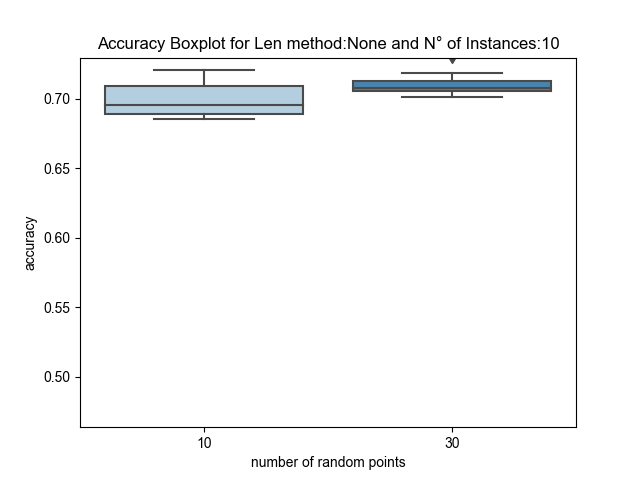 Accuracy Boxplot for Len method:None and N° of Instances:10
0.70
0.65
0.60
0.55
0.50
accuracy
10 30
number of random points